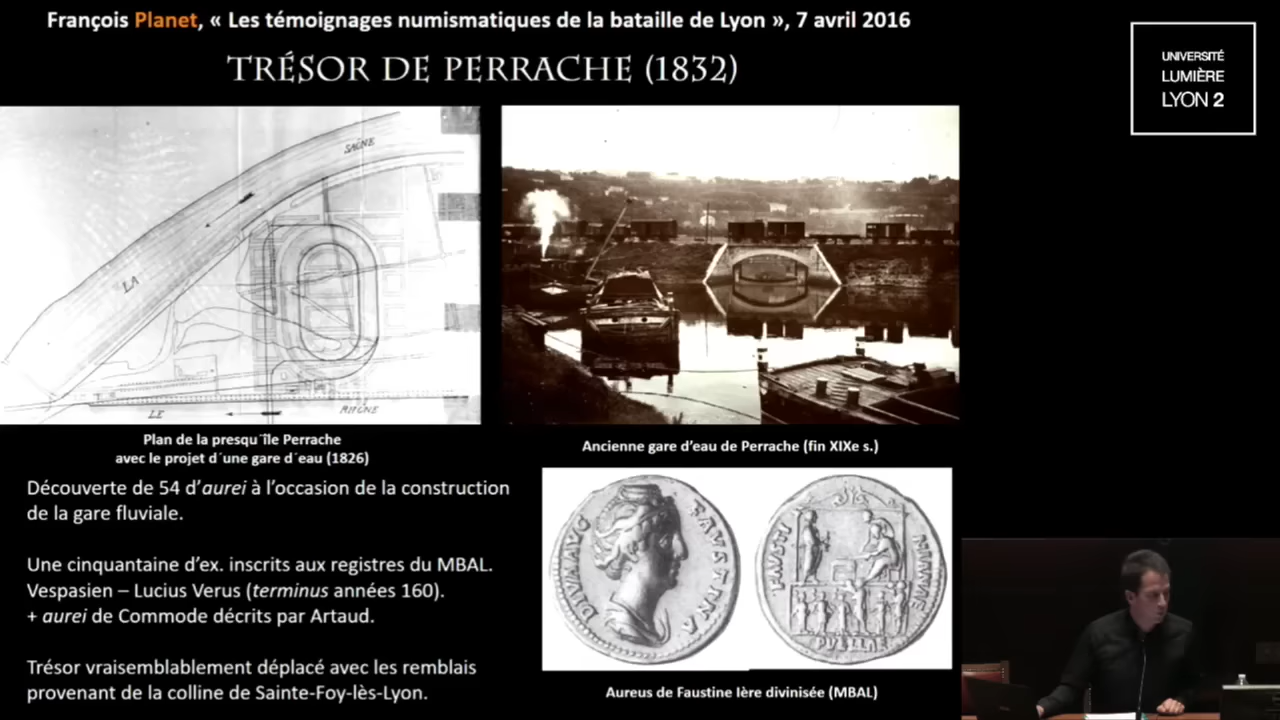 François Planet, « Les témoignages numismatiques de la bataille de Lyon », 7 avril 2016
TRÉSOR DE PERRACHE (1832)
UNIVERSITÉ
LUMIÈRE
LYON 2
SAÔNE
LA
LE
RHÔNE
Plan de la presqu´île Perrache
avec le projet d´une gare d´eau (1826)
Ancienne gare d'eau de Perrache (fin XIXe s.)
Découverte de 54 d'aurei à l'occasion de la construction
de la gare fluviale.
Une cinquantaine d'ex. inscrits aux registres du MBAL.
Vespasien – Lucius Verus (terminus années 160).
+ aurei de Commode décrits par Artaud.
Trésor vraisemblablement déplacé avec les remblais
provenant de la colline de Sainte-Foy-lès-Lyon.
DIVA AVG FAVSTINA
PVELLAE
Aureus de Faustine Ière divinisée (MBAL)